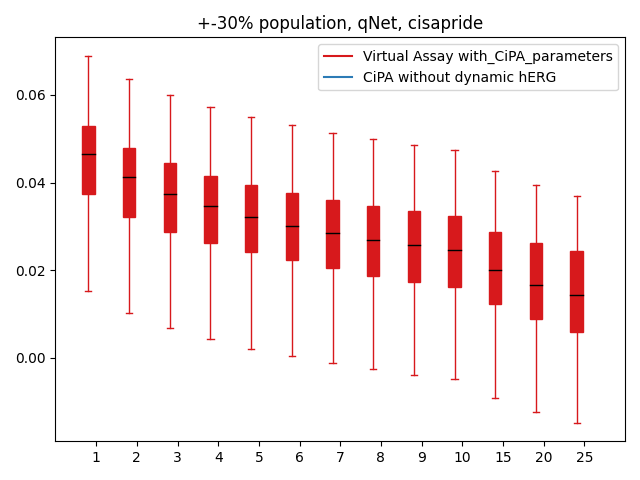 +-30% population, qNet, cisapride
Virtual Assay with_CiPA_parameters
CiPA without dynamic hERG
0.06
0.04
0.02
0.00
1 2 3 4 5 6 7 8 9 10 15 20 25